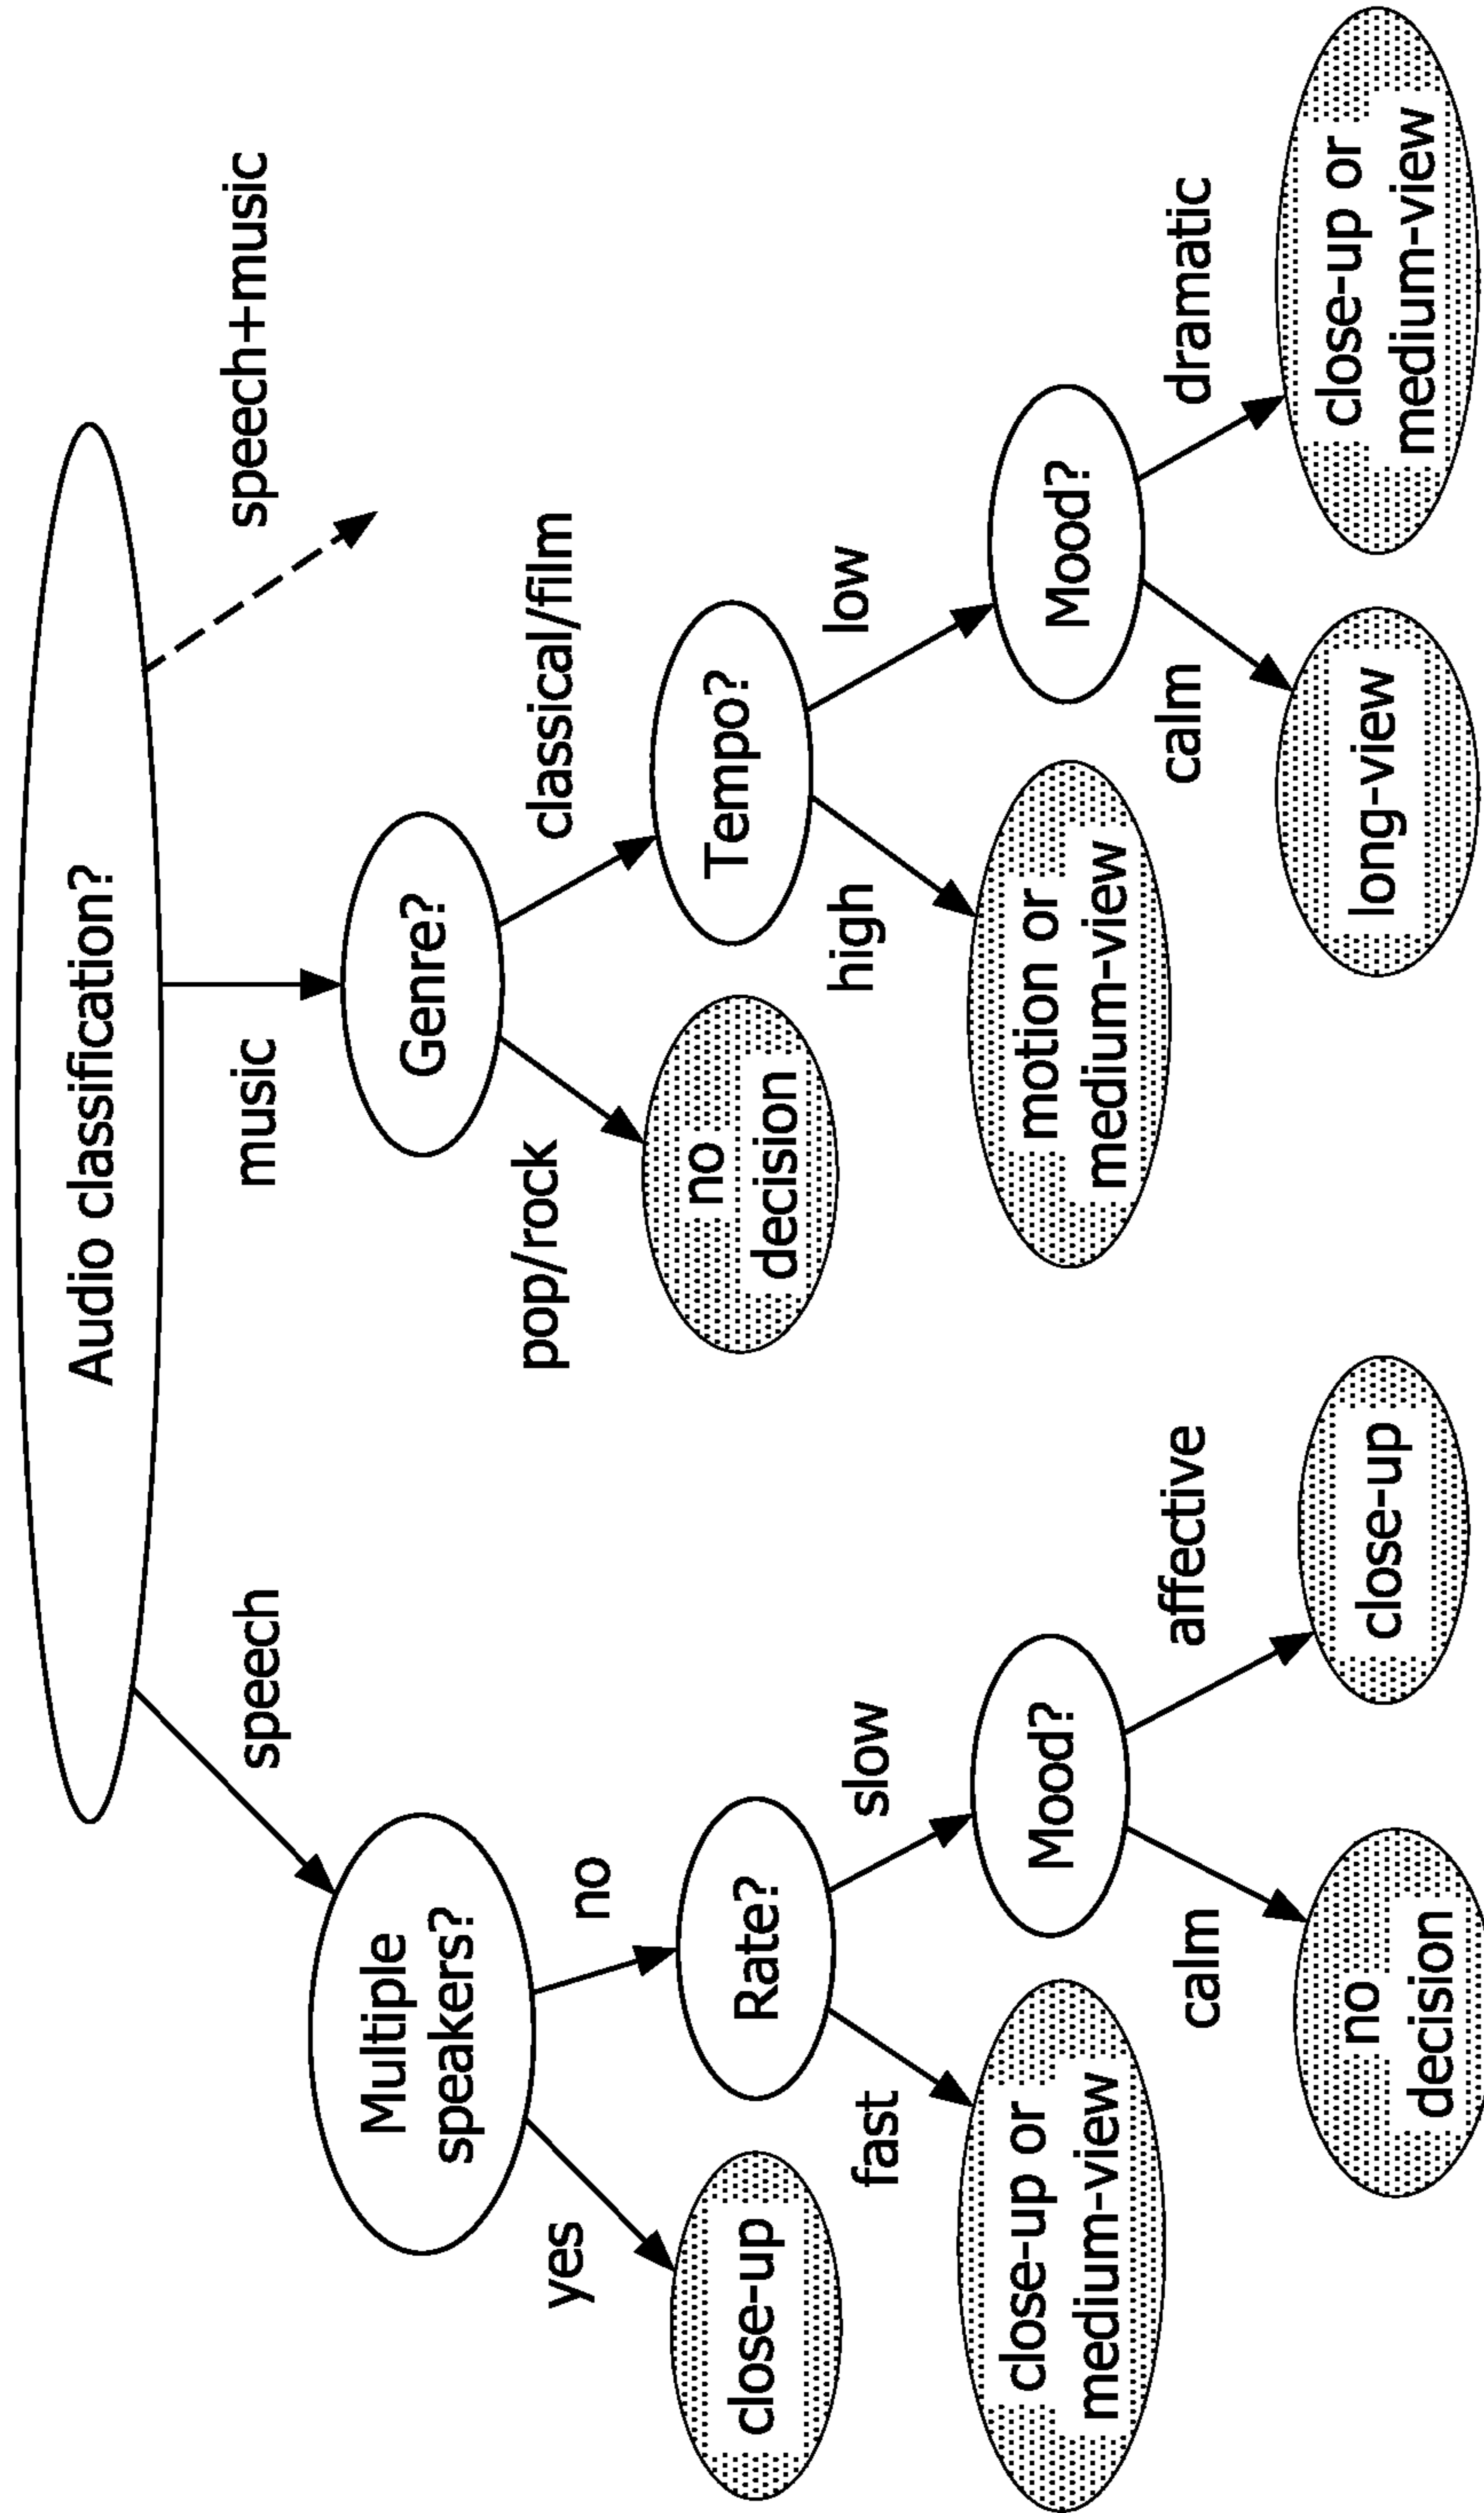 Audio classification?
speech
music
speech+music
Multiple
speakers?
Genre?
yes
no
pop/rock
classical/film
close-up
Rate?
no
decision
Tempo?
fast
slow
high
low
close-up or
medium-view
Mood?
motion or
medium-view
Mood?
calm
affective
calm
dramatic
no
decision
close-up
long-view
close-up or
medium-view